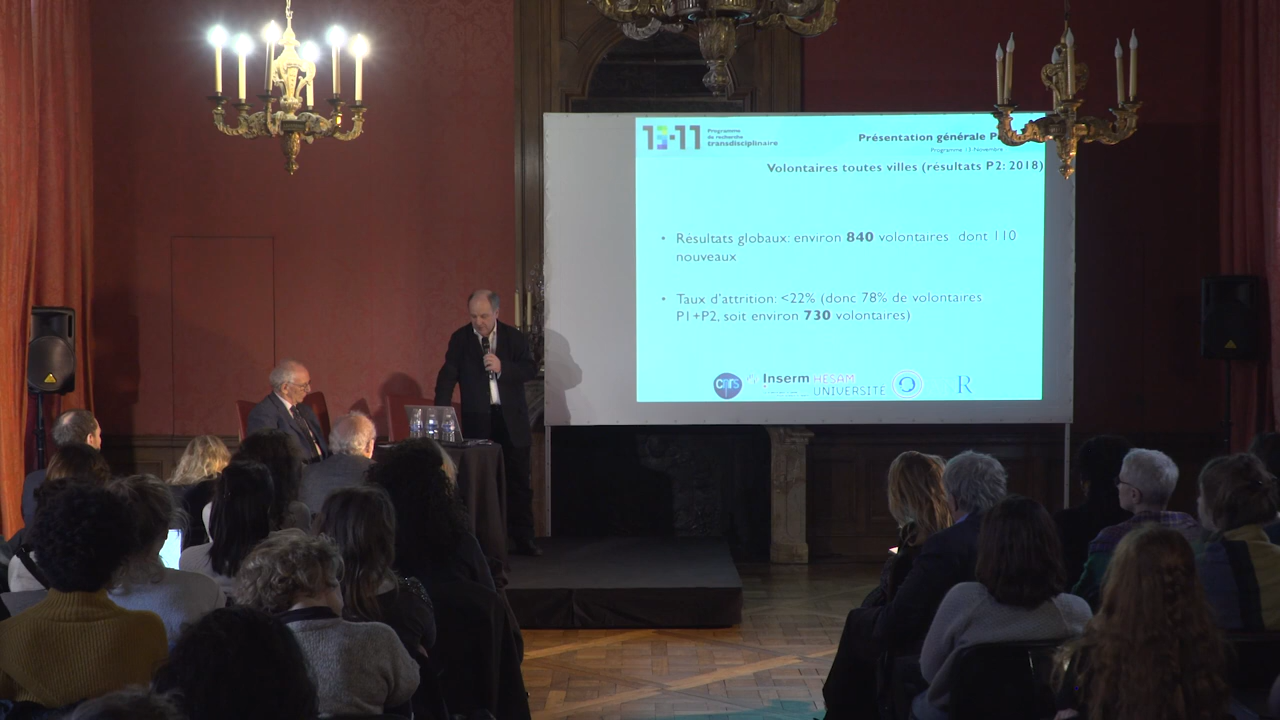 13-11
Programme
de recherche
transdisciplinaire
Présentation générale
Programme 13 Novembre
Volontaires toutes villes (résultats P2: 2018)
• Résultats globaux: environ 840 volontaires dont 110
nouveaux
• Taux d'attrition: <22% (donc 78% de volontaires
P1+P2, soit environ 730 volontaires)
cnrs
Inserm
HESAM
UNIVERSITÉ
R